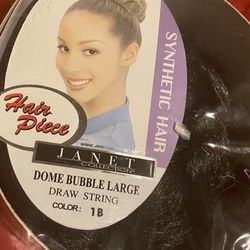 SYNTHETIC HAIR
Hair
Piece
JANET
COLLECTION
DOME BUBBLE LARGE
DRAW STRING
COLOR: 1B